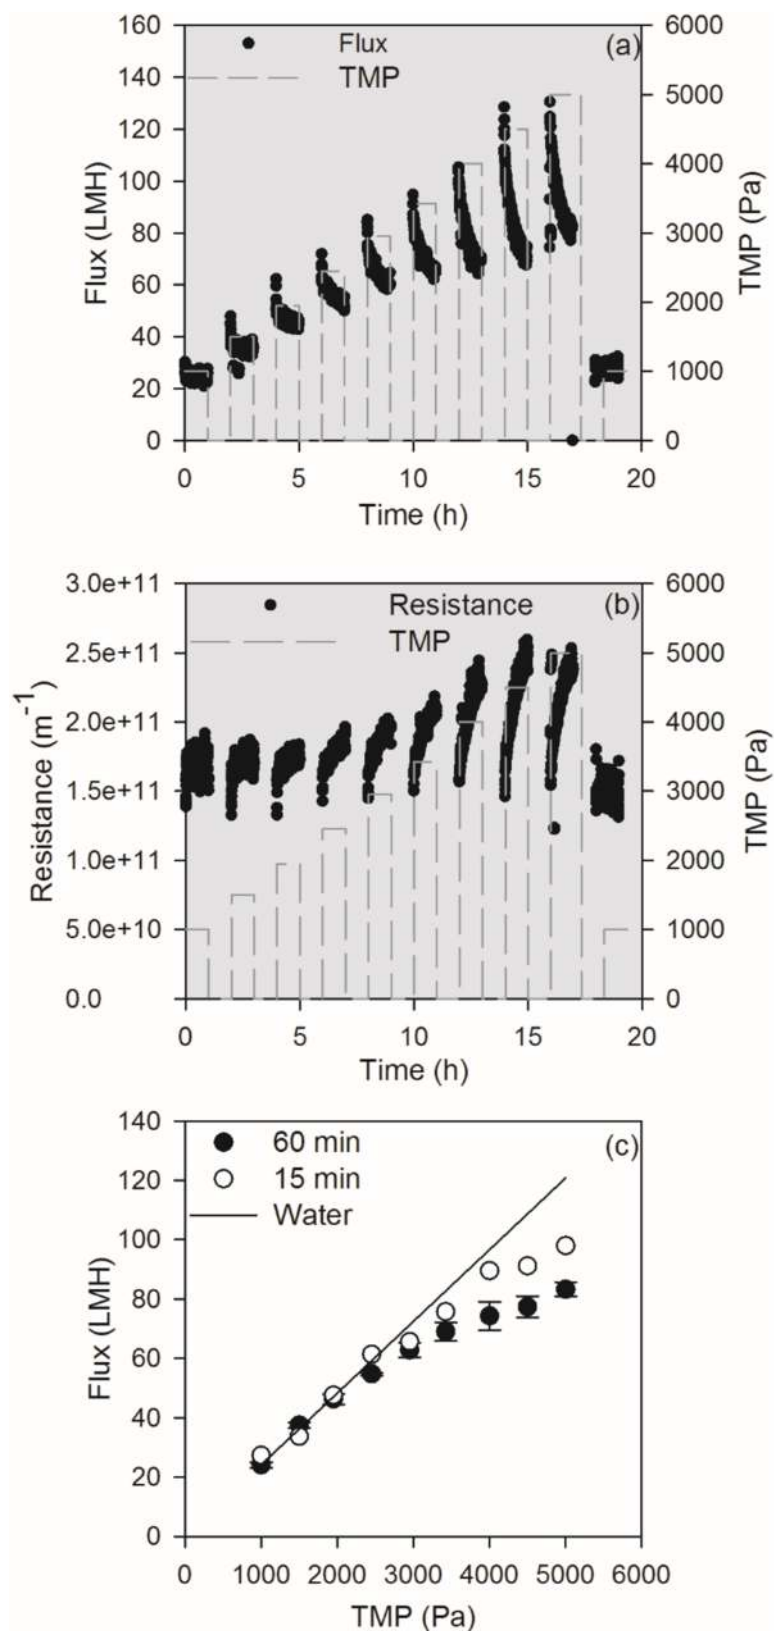 160 6000
Flux (a)
140 TMP
5000
120
4000
100
80 3000
60
2000
40
1000
20
0 0
0 5 10 15 20
Time (h)
Flux (LMH)
TMP (Pa)
3.0e+11 6000
Resistance (b)
TMP
2.5e+11 5000
2.0e+11 4000
1.5e+11 3000
1.0e+11 2000
5.0e+10 1000
0.0 0
0 5 10 15 20
Time (h)
Resistance (m-1)
TMP (Pa)
140
60 min (c)
15 min
120
Water
100
80
60
40
20
0
0 1000 2000 3000 4000 5000 6000
TMP (Pa)
Flux (LMH)